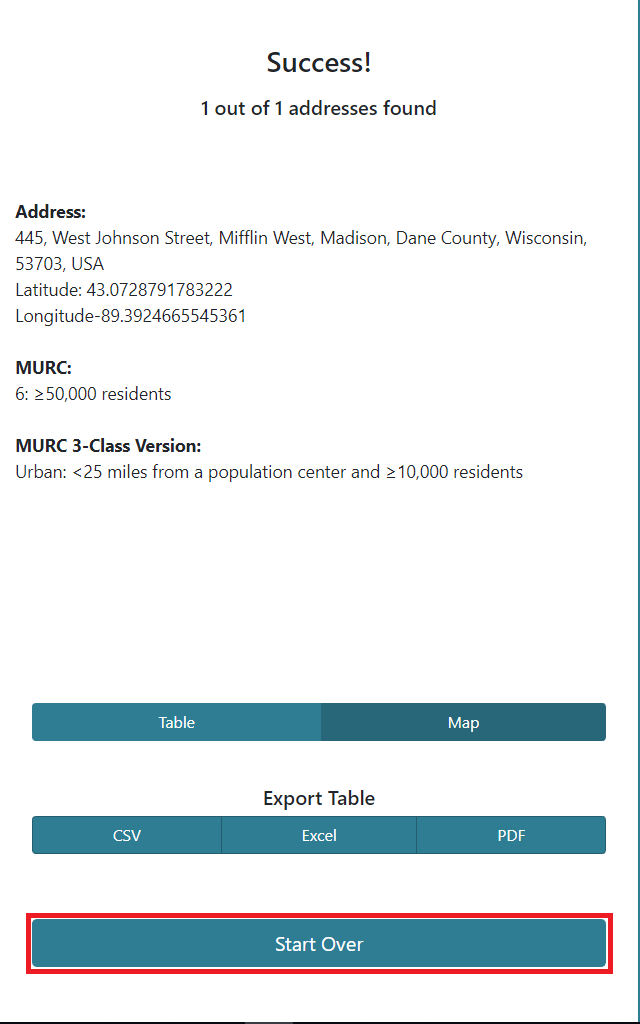 Success!
1 out of 1 addresses found
Address:
445, West Johnson Street, Mifflin West, Madison, Dane County, Wisconsin,
53703, USA
Latitude: 43.0728791783222
Longitude-89.3924665545361
MURC:
6: ≥50,000 residents
MURC 3-Class Version:
Urban: <25 miles from a population center and ≥10,000 residents
Table Map
Export Table
CSV Excel PDF
Start Over